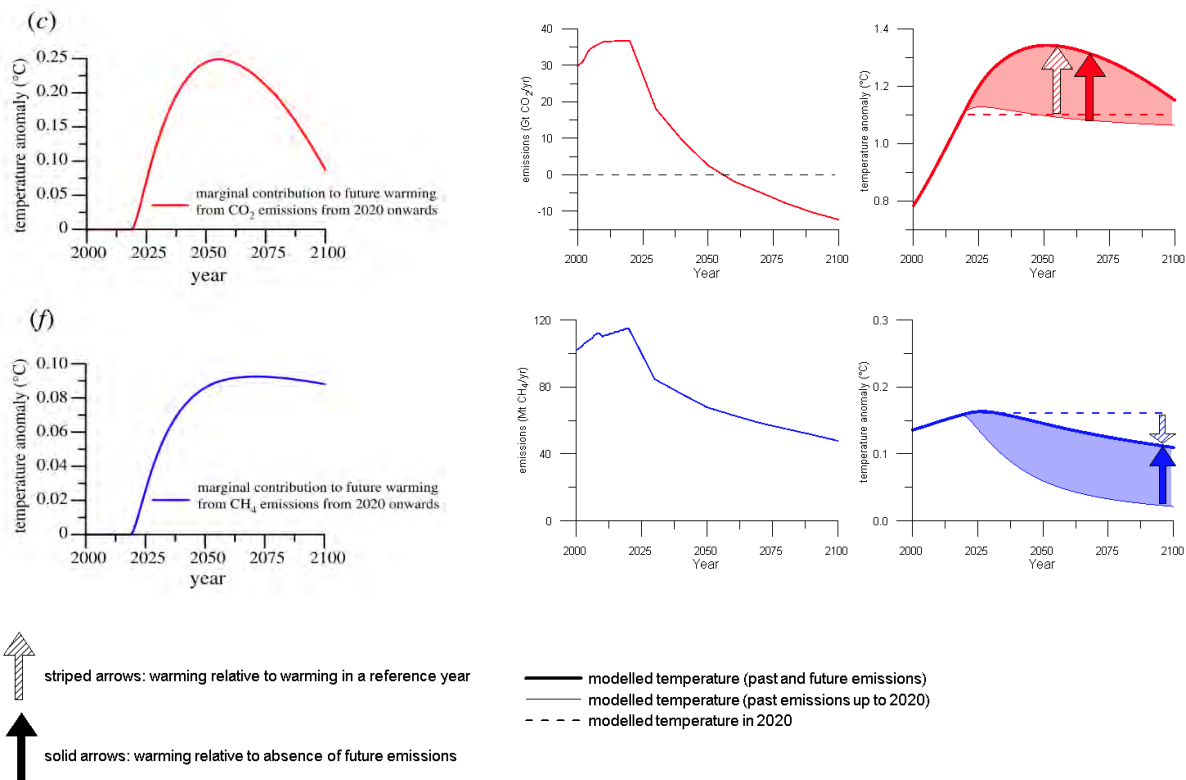 (c)
temperature anomaly (°C)
0.25
0.20
0.15
0.10
0.05
0
marginal contribution to future warming
from CO2 emissions from 2020 onwards
2000 2025 2050 2075 2100
year
emissions (Gt CO2/yr)
40
30
20
10
0
-10
2000 2025 2050 2075 2100
Year
temperature anomaly (°C)
1.4
1.2
1.0
0.8
2000 2025 2050 2075 2100
Year
(f)
temperature anomaly (°C)
0.10
0.08
0.06
0.04
0.02
0
marginal contribution to future warming
from CH4 emissions from 2020 onwards
2000 2025 2050 2075 2100
year
emissions (Mt CH4/yr)
120
80
40
0
2000 2025 2050 2075 2100
Year
temperature anomaly (°C)
0.3
0.2
0.1
0.0
2000 2025 2050 2075 2100
Year
striped arrows: warming relative to warming in a reference year
solid arrows: warming relative to absence of future emissions
modelled temperature (past and future emissions)
modelled temperature (past emissions up to 2020)
modelled temperature in 2020